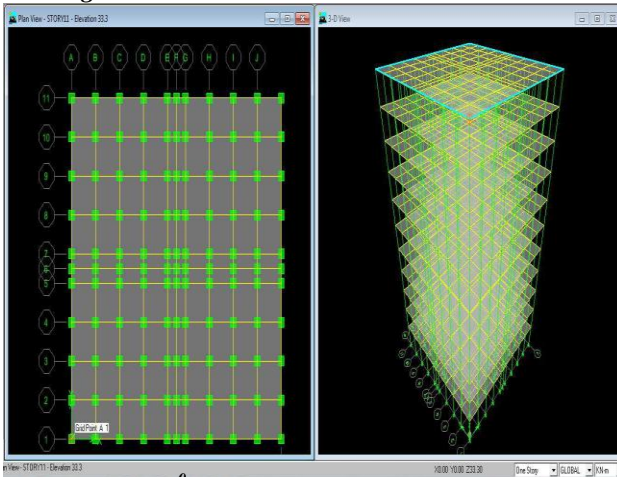 Plan View - STORY11 - Elevation 33.3
3-D View
A B C D E F G H I J
11
10
9
8
7
6
5
4
3
2
1
Grid Point A 1
Plan View - STORY11 - Elevation 33.3
X0.00 Y0.00 Z33.30
One Story
GLOBAL
KN-m